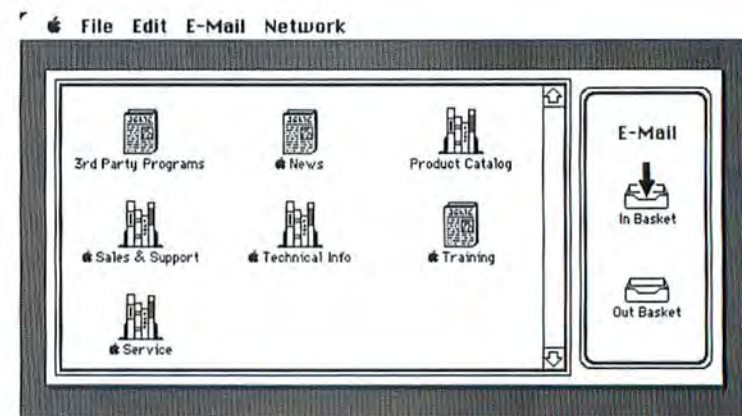 File Edit E-Mail Network
3rd Party Programs
News
Product Catalog
E-Mail
In Basket
Sales & Support
Technical Info
Training
Out Basket
Service